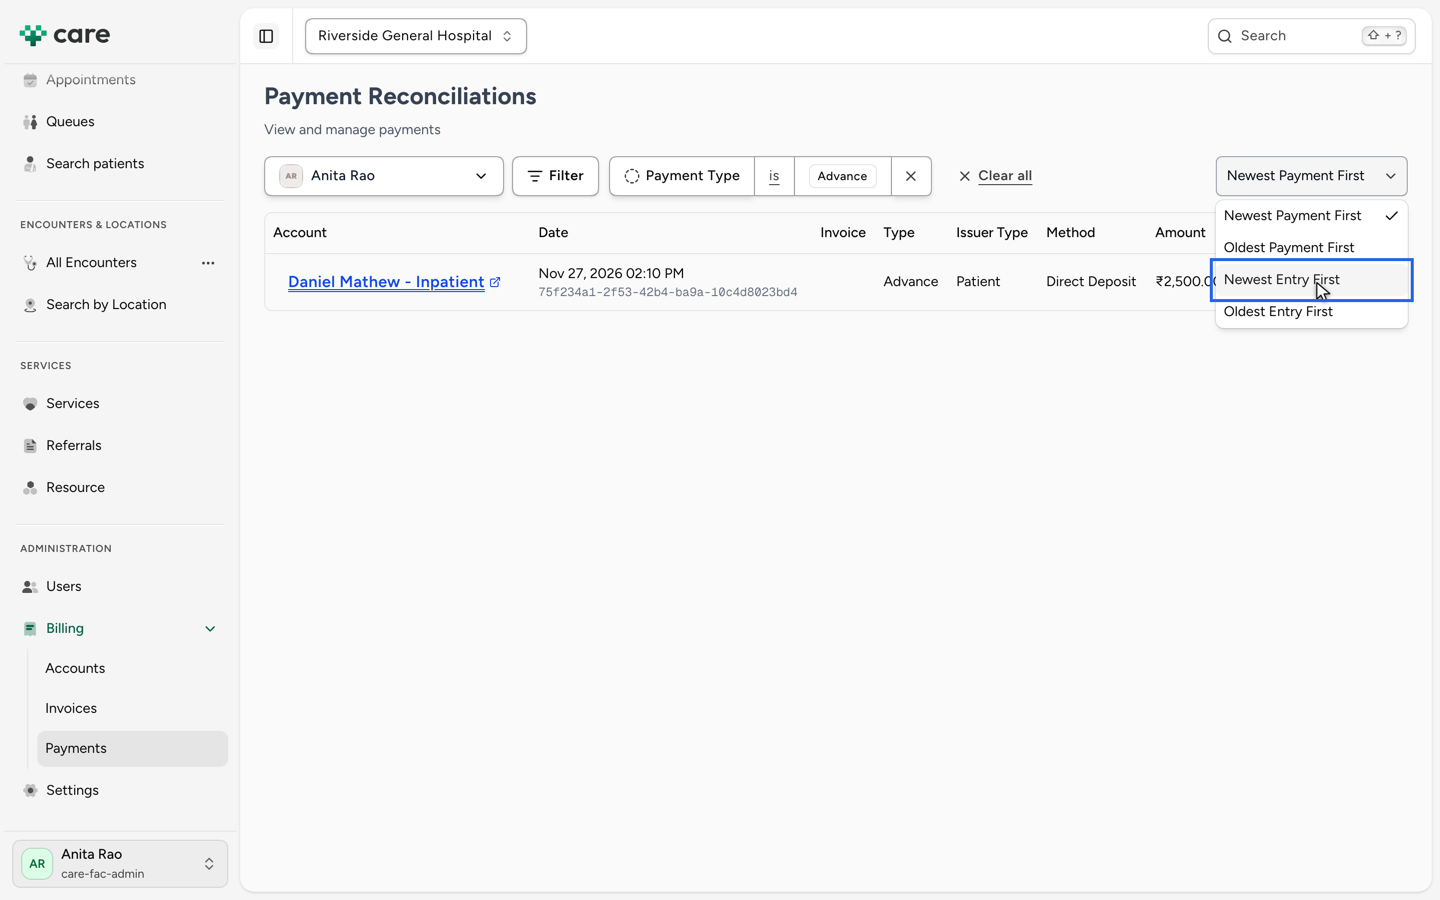 care
Appointments
Queues
Search patients
ENCOUNTERS & LOCATIONS
All Encounters
Search by Location
SERVICES
Services
Referrals
Resource
ADMINISTRATION
Users
Billing
Accounts
Invoices
Payments
Settings
AR
Anita Rao
care-fac-admin
Riverside General Hospital
Search
⇧ + ?
Payment Reconciliations
View and manage payments
AR Anita Rao
Filter
Payment Type is Advance
Clear all
Newest Payment First
Newest Payment First
Oldest Payment First
Newest Entry First
Oldest Entry First
Account Date Invoice Type Issuer Type Method Amount
Daniel Mathew - Inpatient
Nov 27, 2026 02:10 PM
75f234a1-2f53-42b4-ba9a-10c4d8023bd4
Advance Patient Direct Deposit ₹2,500.0